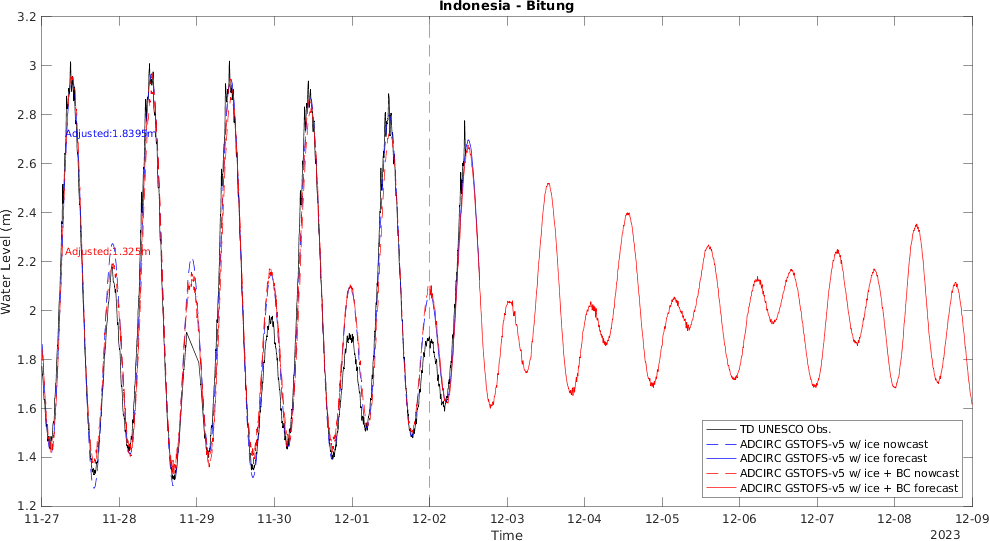 Indonesia - Bitung
3.2
3
2.8
2.6
2.4
2.2
2
1.8
1.6
1.4
1.2
Water Level (m)
Adjusted:1.8395m
Adjusted:1.325m
TD UNESCO Obs.
ADCIRC GSTOFS-v5 w/ ice nowcast
ADCIRC GSTOFS-v5 w/ ice forecast
ADCIRC GSTOFS-v5 w/ ice + BC nowcast
ADCIRC GSTOFS-v5 w/ ice + BC forecast
11-27 11-28 11-29 11-30 12-01 12-02 12-03 12-04 12-05 12-06 12-07 12-08 12-09
Time
2023